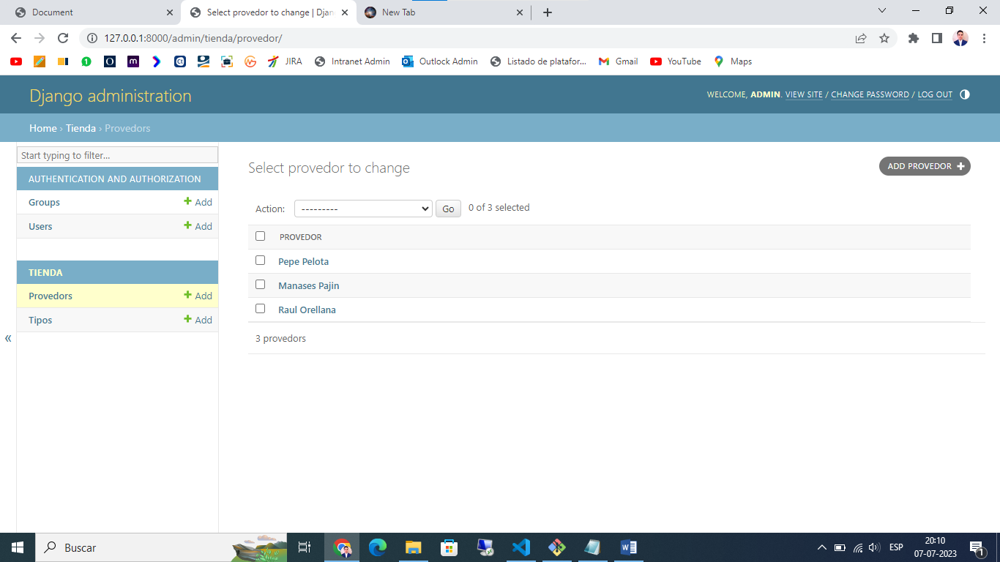 Document
Select provedor to change | Djan
New Tab
127.0.0.1:8000/admin/tienda/provedor/
JIRA
Intranet Admin
Outlock Admin
Listado de platafor...
Gmail
YouTube
Maps
Django administration
WELCOME, ADMIN. VIEW SITE / CHANGE PASSWORD / LOG OUT
Home › Tienda › Provedors
Start typing to filter...
AUTHENTICATION AND AUTHORIZATION
Groups + Add
Users + Add
TIENDA
Provedors + Add
Tipos + Add
«
Select provedor to change
ADD PROVEDOR +
Action: --------- Go 0 of 3 selected
PROVEDOR
Pepe Pelota
Manases Pajin
Raul Orellana
3 provedors
Buscar
ESP
20:10
07-07-2023
1